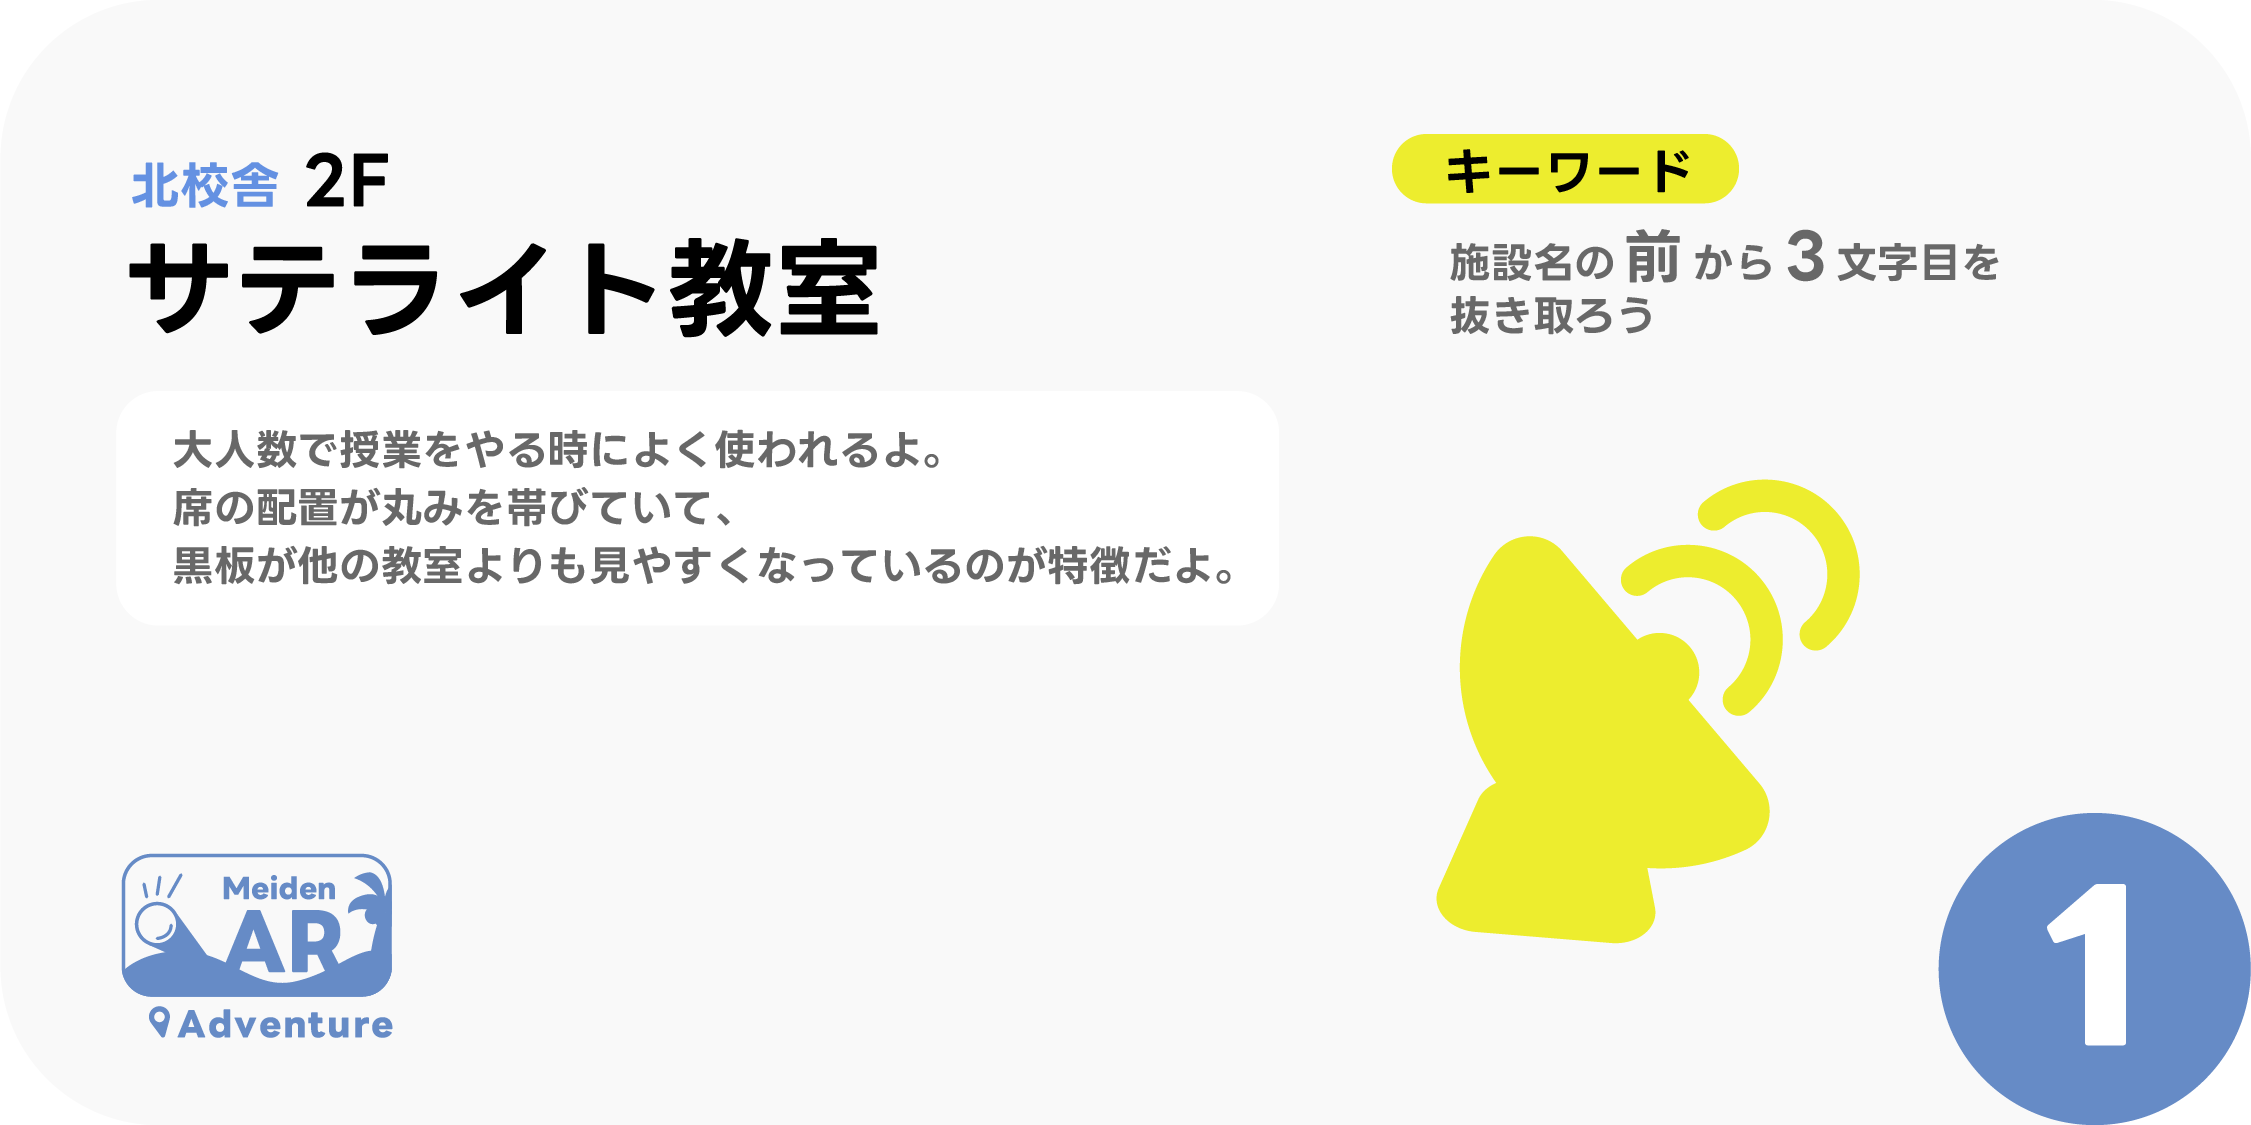 北校舎 2F
サテライト教室
大人数で授業をやる時によく使われるよ。
席の配置が丸みを帯びていて、
黒板が他の教室よりも見やすくなっているのが特徴だよ。
キーワード
施設名の 前 から 3 文字目を
抜き取ろう
Meiden
AR
Adventure
1